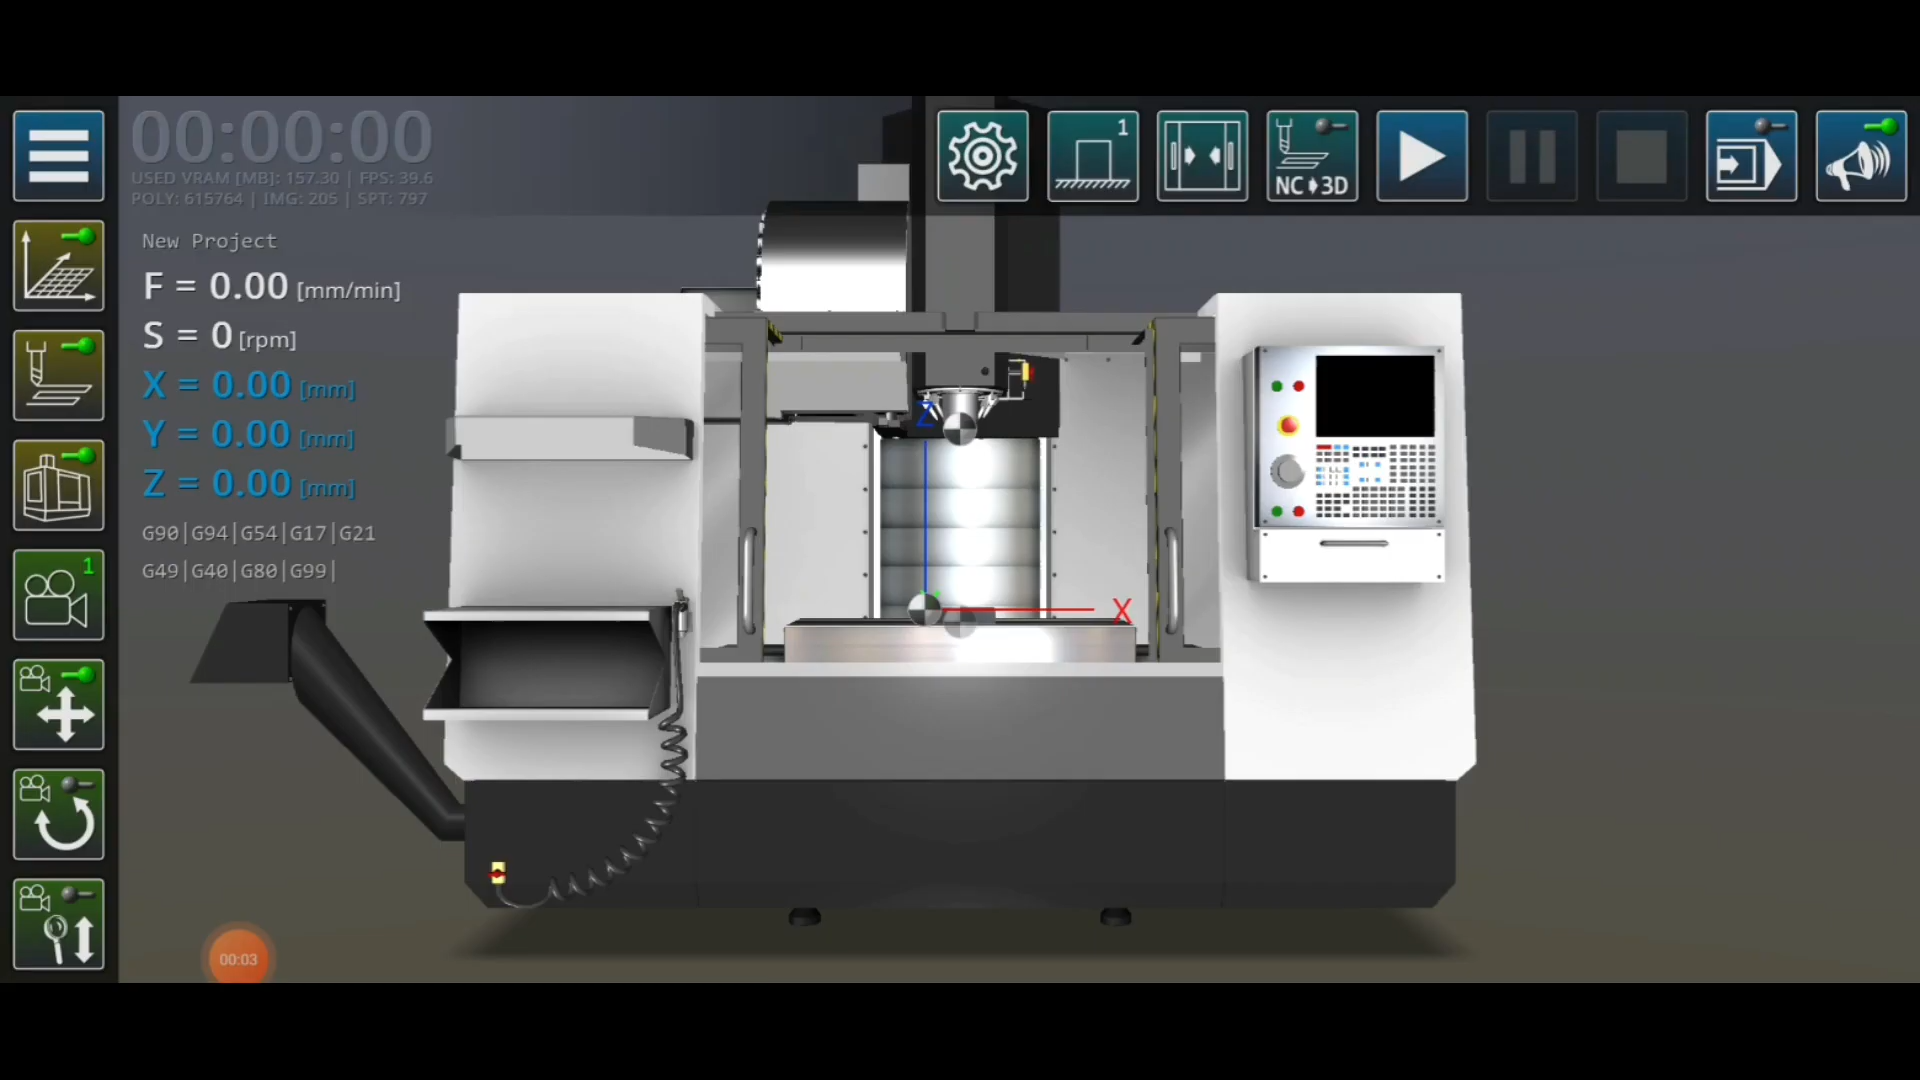 00:00:00
USED VRAM [MB]: 157.30 | FPS: 39.6
POLY: 615764 | IMG: 205 | SPT: 797
New Project
F = 0.00 [mm/min]
S = 0 [rpm]
X = 0.00 [mm]
Y = 0.00 [mm]
Z = 0.00 [mm]
G90|G94|G54|G17|G21
G49|G40|G80|G99|
1
NC 3D
1
Z
X
00:03